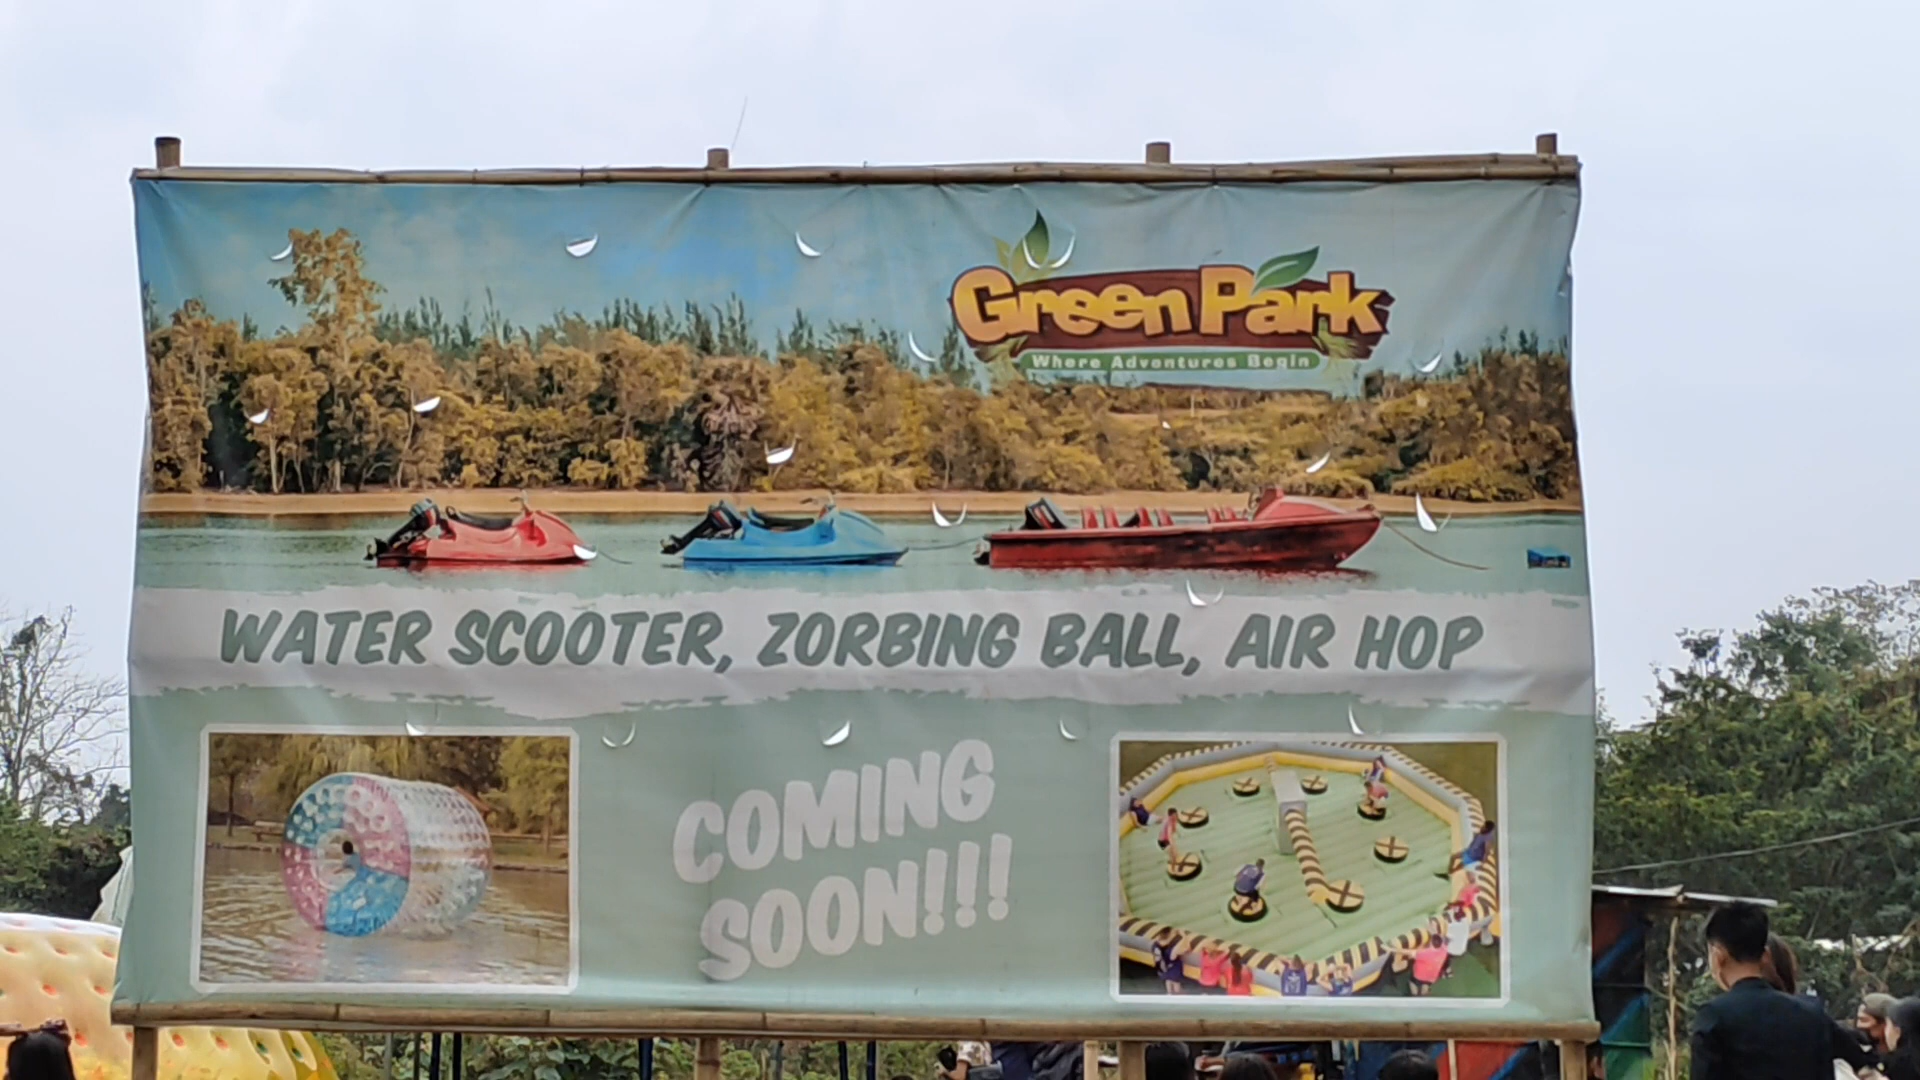 Green Park
Where Adventures Begin
WATER SCOOTER, ZORBING BALL, AIR HOP
COMING
SOON!!!